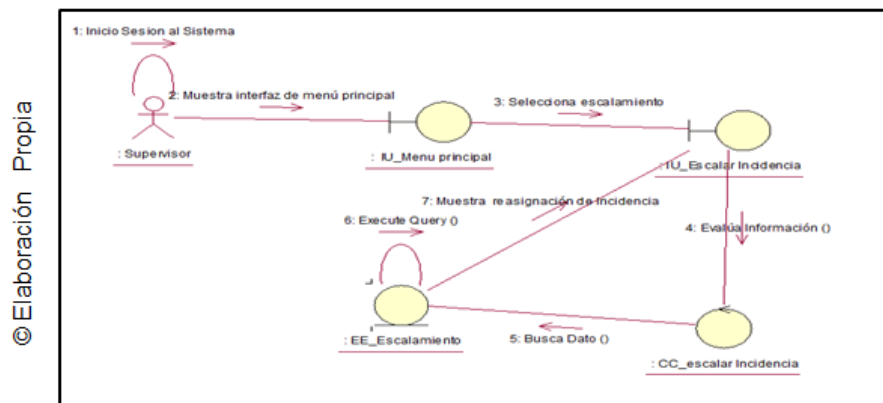 © Elaboración Propia
1: Inicio Sesion al Sistema
2: Muestra interfaz de menú principal
3: Selecciona escalamiento
: Supervisor
: IU_Menu principal
: IU_Escalar Incidencia
7: Muestra reasignación de Incidencia
6: Execute Query ()
4: Evalúa Información ()
: EE_Escalamiento
5: Busca Dato ()
: CC_escalar Incidencia